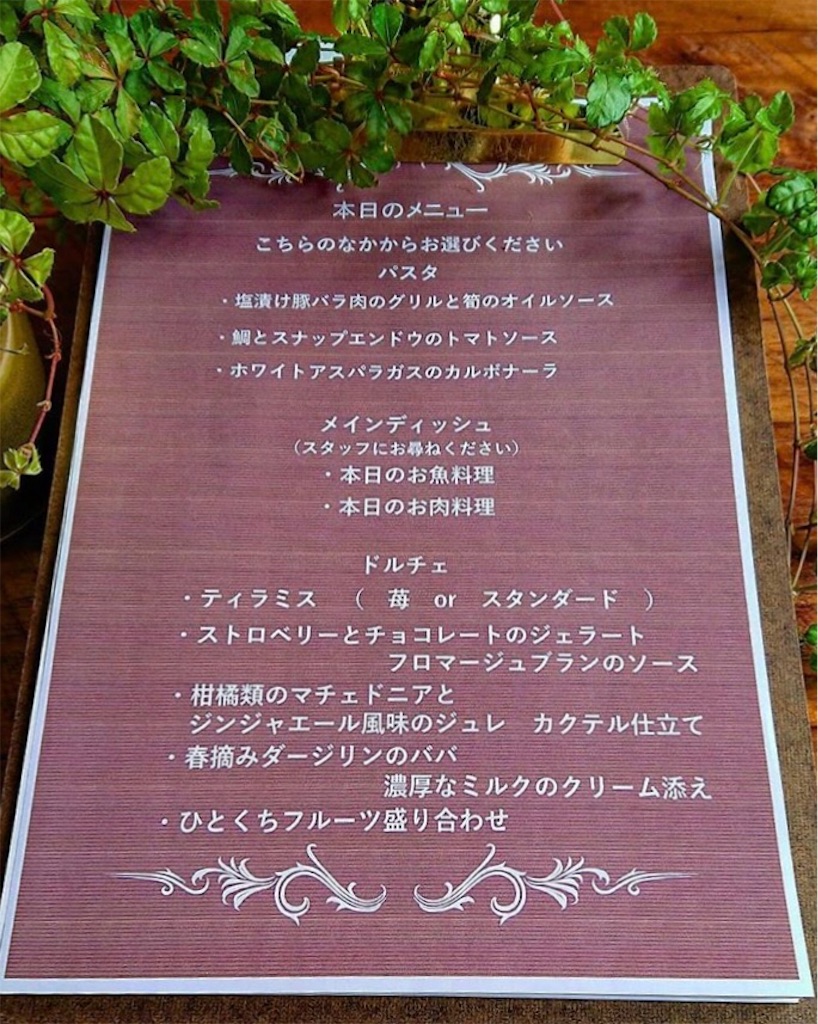 本日のメニュー
こちらのなかからお選びください
パスタ
・塩漬け豚バラ肉のグリルと筍のオイルソース
・鯛とスナップエンドウのトマトソース
・ホワイトアスパラガスのカルボナーラ
メインディッシュ
(スタッフにお尋ねください)
・本日のお魚料理
・本日のお肉料理
ドルチェ
・ティラミス （ 苺 or スタンダード ）
・ストロベリーとチョコレートのジェラート
フロマージュブランのソース
・柑橘類のマチェドニアと
ジンジャエール風味のジュレ カクテル仕立て
・春摘みダージリンのババ
濃厚なミルクのクリーム添え
・ひとくちフルーツ盛り合わせ